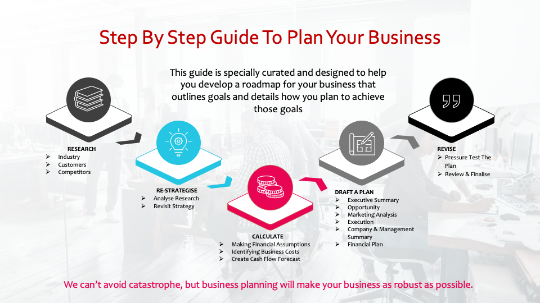 Step By Step Guide To Plan Your Business
This guide is specially curated and designed to help
you develop a roadmap for your business that
outlines goals and details how you plan to achieve
those goals
RESEARCH
➢ Industry
➢ Customers
➢ Competitors
RE-STRATEGISE
➢ Analyse Research
➢ Revisit Strategy
CALCULATE
➢ Making Financial Assumptions
➢ Identifying Business Costs
➢ Create Cash Flow Forecast
DRAFT A PLAN
➢ Executive Summary
➢ Opportunity
➢ Marketing Analysis
➢ Execution
➢ Company & Management
Summary
➢ Financial Plan
REVISE
➢ Pressure Test The
Plan
➢ Review & Finalise
We can't avoid catastrophe, but business planning will make your business as robust as possible.